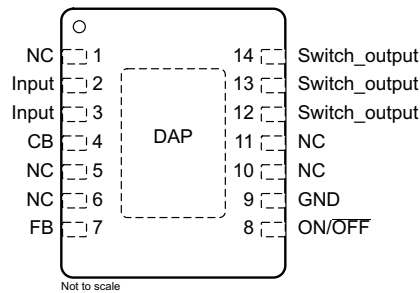 NC 1 14 Switch_output
Input 2 13 Switch_output
Input 3 12 Switch_output
CB 4 DAP 11 NC
NC 5 10 NC
NC 6 9 GND
FB 7 8 ON/OFF
Not to scale